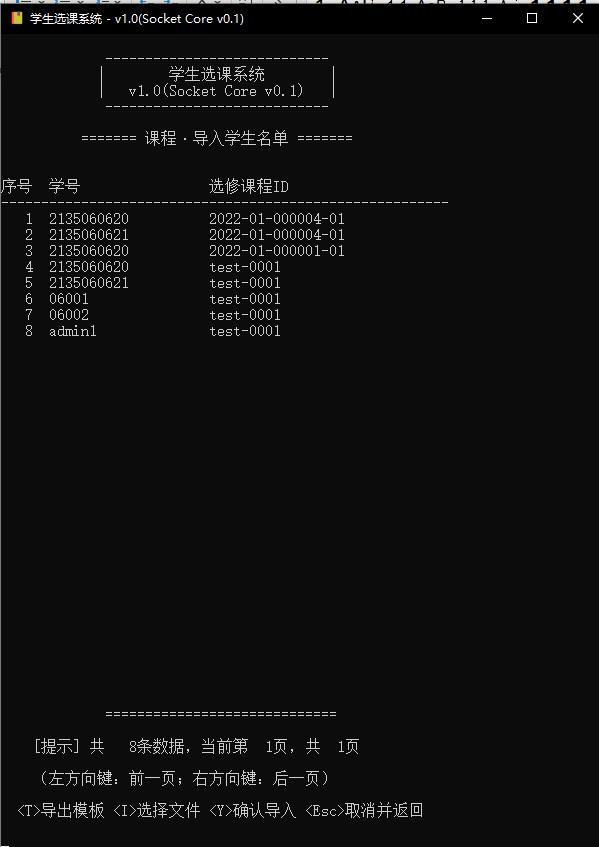 学生选课系统 - v1.0(Socket Core v0.1)
----------------------------
| 学生选课系统 |
| v1.0(Socket Core v0.1) |
----------------------------
======= 课程·导入学生名单 =======
序号 学号 选修课程ID
--------------------------------------------------------
1 2135060620 2022-01-000004-01
2 2135060621 2022-01-000004-01
3 2135060620 2022-01-000001-01
4 2135060620 test-0001
5 2135060621 test-0001
6 06001 test-0001
7 06002 test-0001
8 admin1 test-0001
=============================
[提示] 共 8条数据, 当前第 1页, 共 1页
(左方向键: 前一页; 右方向键: 后一页)
<T>导出模板 <I>选择文件 <Y>确认导入 <Esc>取消并返回